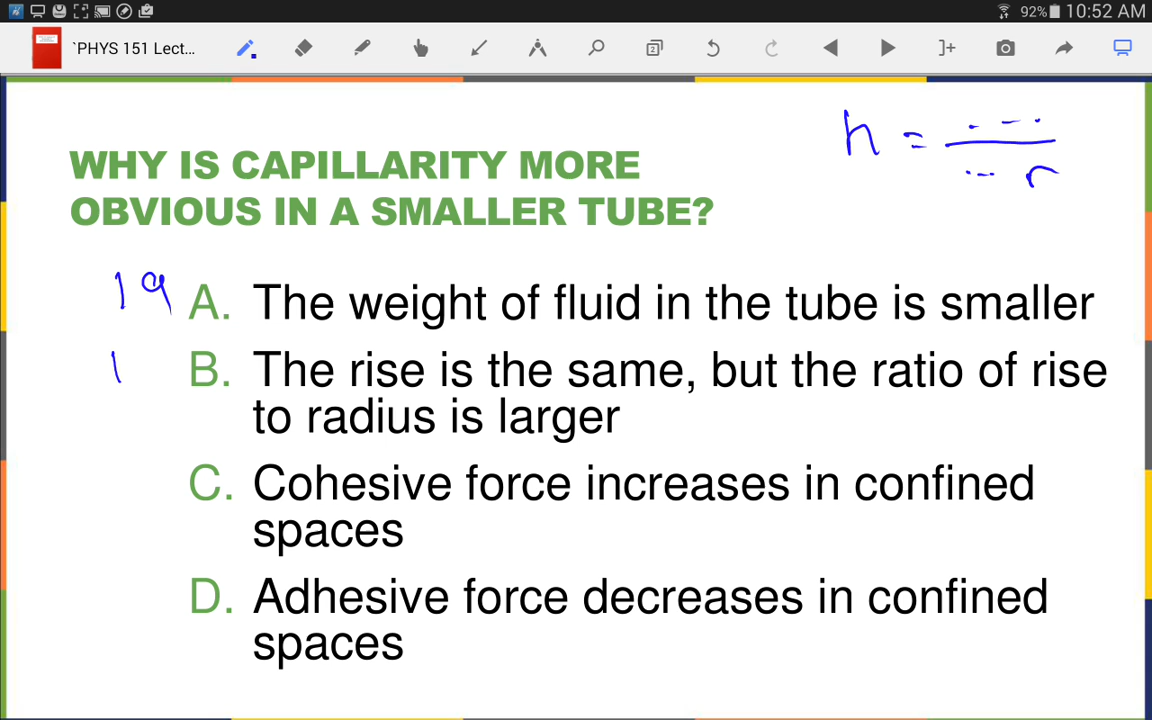 92% 10:52 AM
`PHYS 151 Lect...
2
h = ... / ... r
WHY IS CAPILLARITY MORE
OBVIOUS IN A SMALLER TUBE?
19 A. The weight of fluid in the tube is smaller
1 B. The rise is the same, but the ratio of rise
to radius is larger
C. Cohesive force increases in confined
spaces
D. Adhesive force decreases in confined
spaces